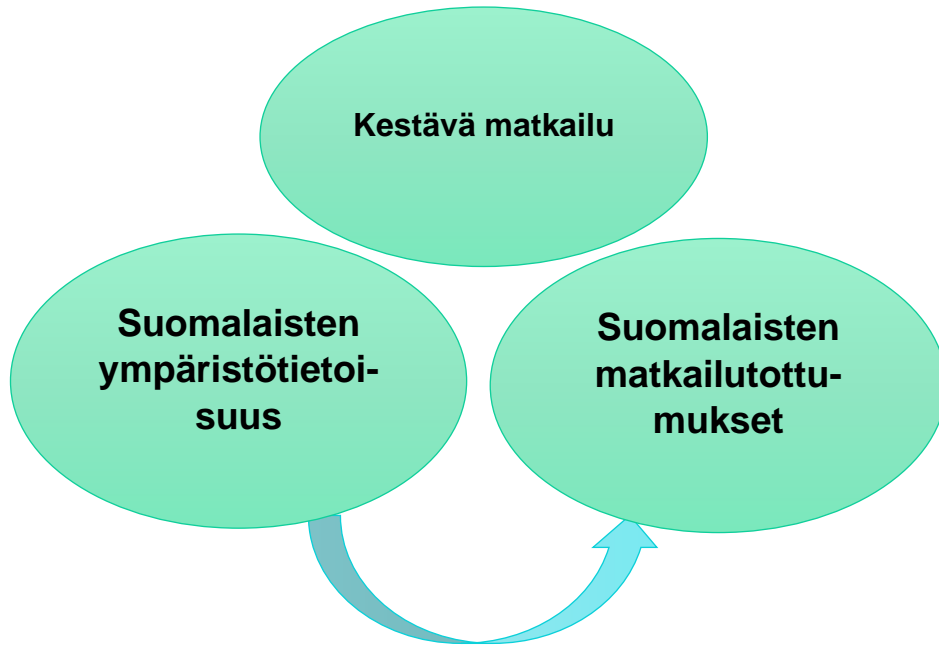 Kestävä matkailu
Suomalaisten
ympäristötietoi-
suus
Suomalaisten
matkailutottu-
mukset